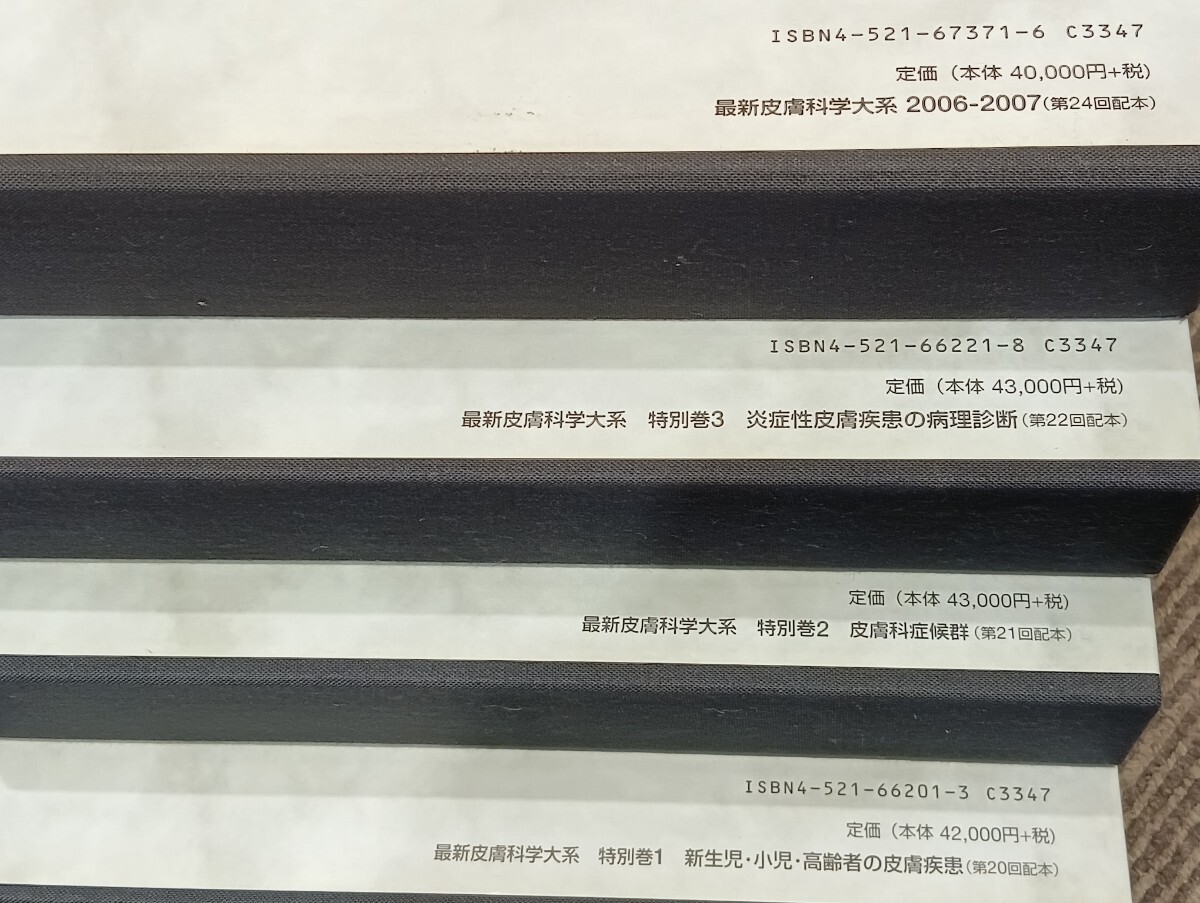 ISBN4-521-67371-6 C3347
定価（本体 40,000円+税）
最新皮膚科学大系 2006-2007（第24回配本）
ISBN4-521-66221-8 C3347
定価（本体 43,000円+税）
最新皮膚科学大系 特別巻3 炎症性皮膚疾患の病理診断（第22回配本）
定価（本体 43,000円+税）
最新皮膚科学大系 特別巻2 皮膚科症候群（第21回配本）
ISBN4-521-66201-3 C3347
定価（本体 42,000円+税）
最新皮膚科学大系 特別巻1 新生児・小児・高齢者の皮膚疾患（第20回配本）